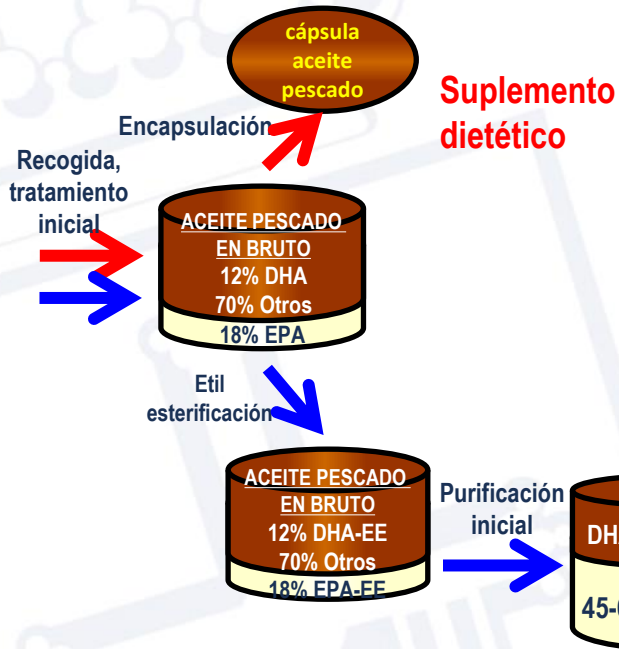 cápsula
aceite
pescado
Suplemento
dietético
Encapsulación
Recogida,
tratamiento
inicial
ACEITE PESCADO
EN BRUTO
12% DHA
70% Otros
18% EPA
Etil
esterificación
ACEITE PESCADO
EN BRUTO
12% DHA-EE
70% Otros
18% EPA-EE
Purificación
inicial